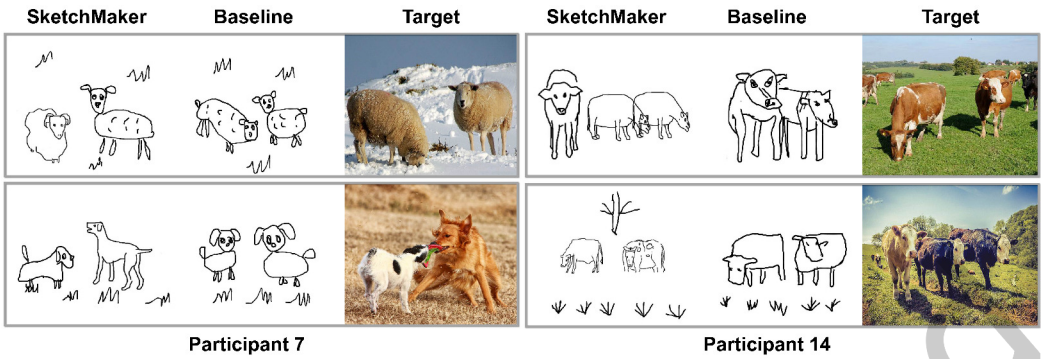 SketchMaker Baseline Target SketchMaker Baseline Target
Participant 7 Participant 14